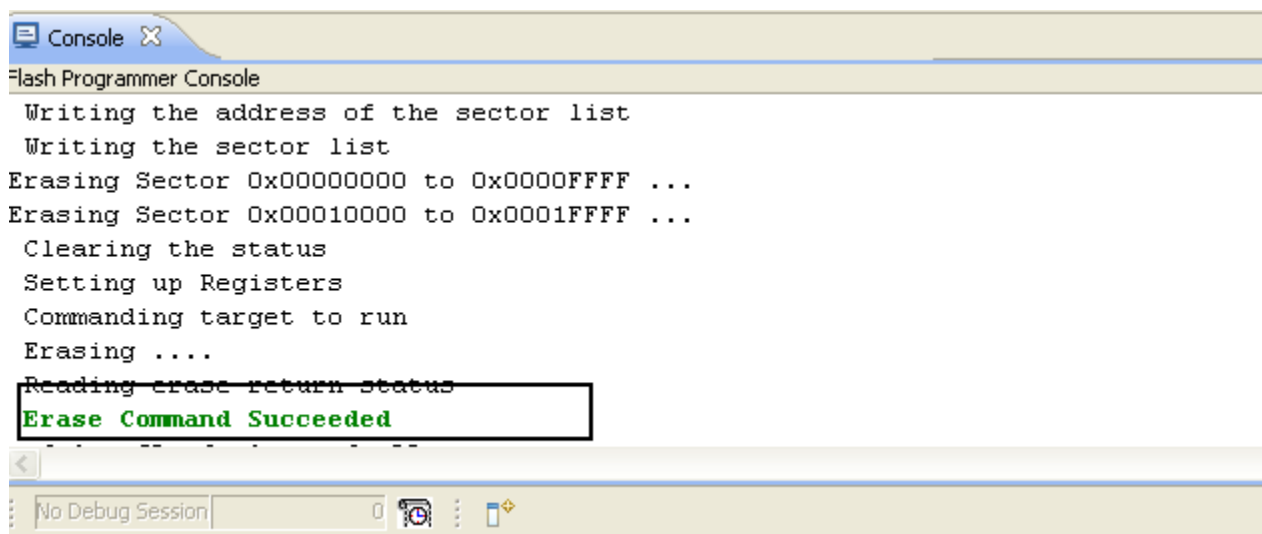 Console
Flash Programmer Console
Writing the address of the sector list
Writing the sector list
Erasing Sector 0x00000000 to 0x0000FFFF ...
Erasing Sector 0x00010000 to 0x0001FFFF ...
Clearing the status
Setting up Registers
Commanding target to run
Erasing ....
Reading erase return status
Erase Command Succeeded
No Debug Session 0